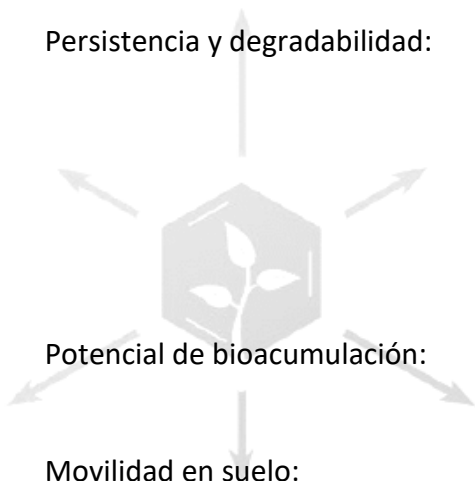 Persistencia y degradabilidad:
Potencial de bioacumulación:
Movilidad en suelo: